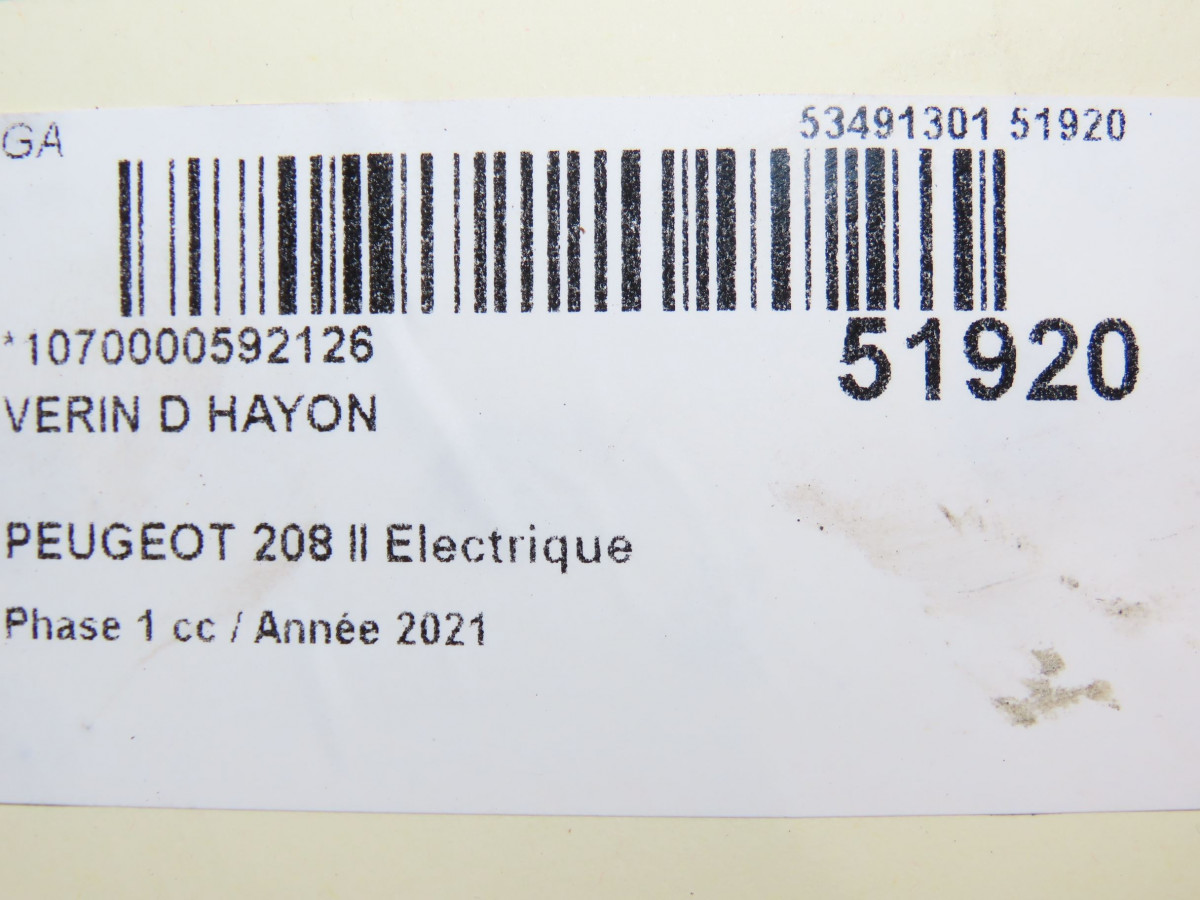 GA
53491301 51920
*1070000592126
51920
VERIN D HAYON
PEUGEOT 208 II Electrique
Phase 1 cc / Année 2021